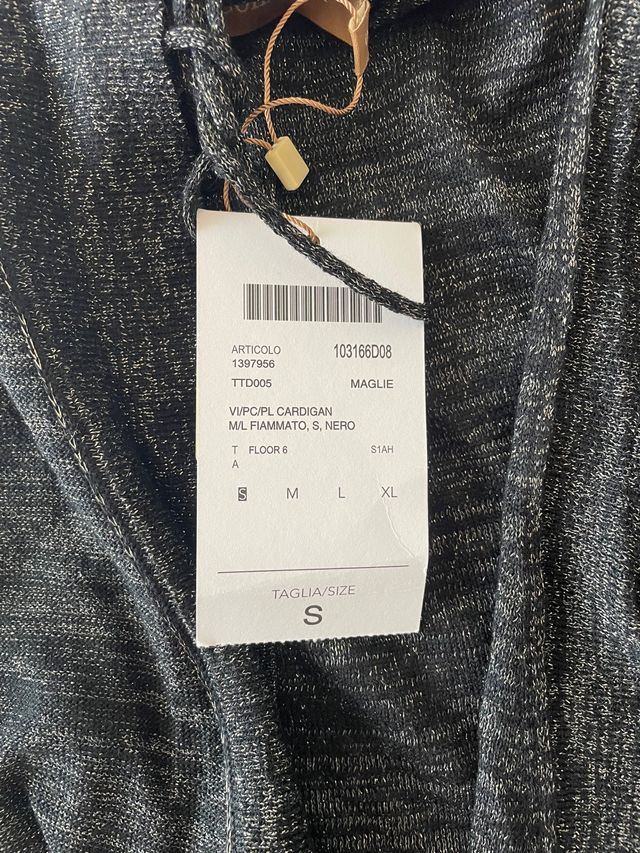 ARTICOLO 103166D08
1397956
TTD005 MAGLIE
VI/PC/PL CARDIGAN
M/L FIAMMATO, S, NERO
T FLOOR 6 S1AH
A
S M L XL
TAGLIA/SIZE
S